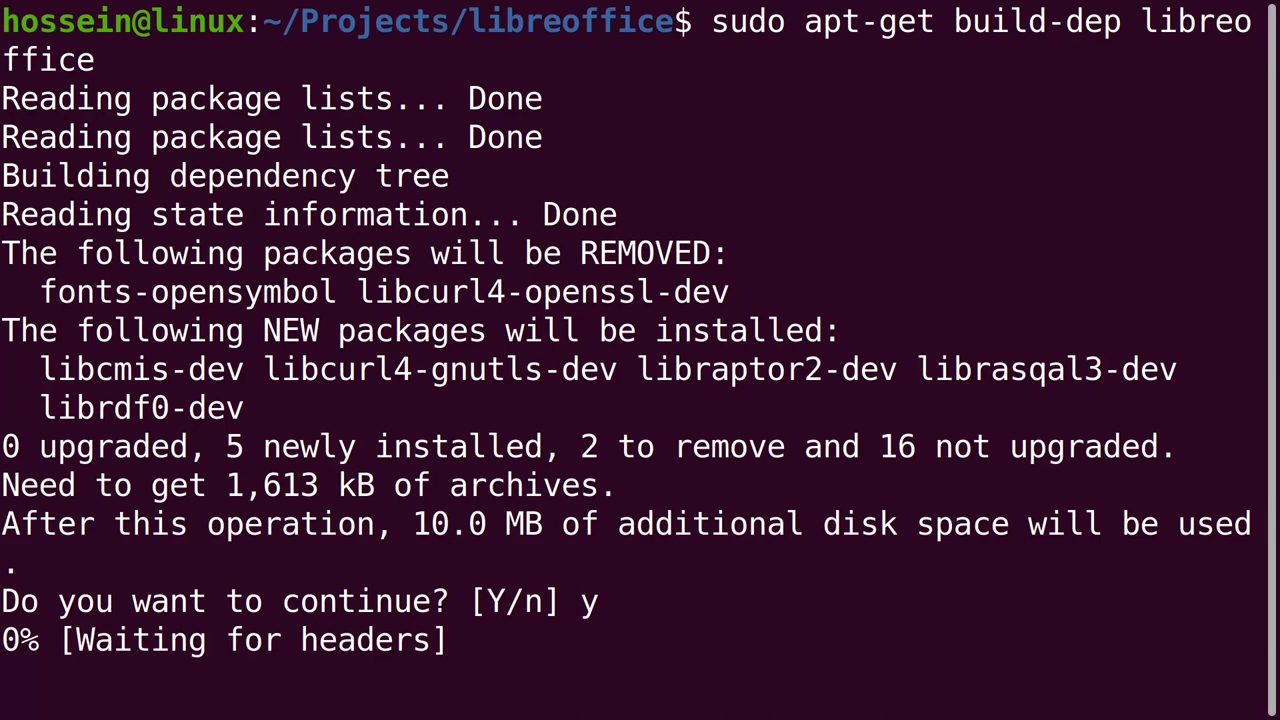 hossein@linux:~/Projects/libreoffice$ sudo apt-get build-dep libreo
ffice
Reading package lists... Done
Reading package lists... Done
Building dependency tree
Reading state information... Done
The following packages will be REMOVED:
  fonts-opensymbol libcurl4-openssl-dev
The following NEW packages will be installed:
  libcmis-dev libcurl4-gnutls-dev libraptor2-dev librasqal3-dev
  librdf0-dev
0 upgraded, 5 newly installed, 2 to remove and 16 not upgraded.
Need to get 1,613 kB of archives.
After this operation, 10.0 MB of additional disk space will be used
.
Do you want to continue? [Y/n] y
0% [Waiting for headers]